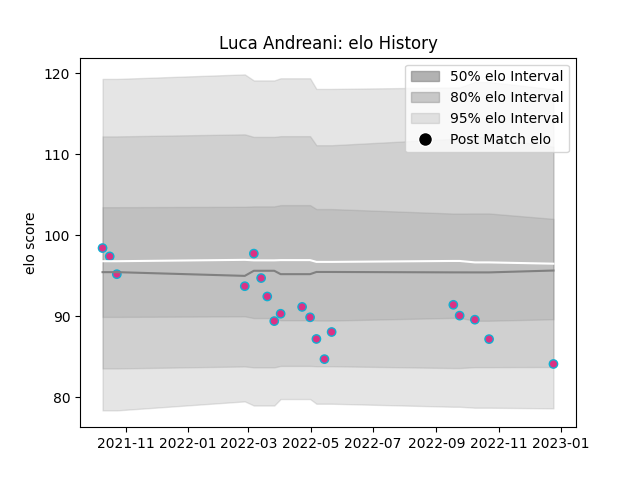 Luca Andreani: elo History
120
110
100
90
80
elo score
50% elo Interval
80% elo Interval
95% elo Interval
Post Match elo
2021-11 2022-01 2022-03 2022-05 2022-07 2022-09 2022-11 2023-01